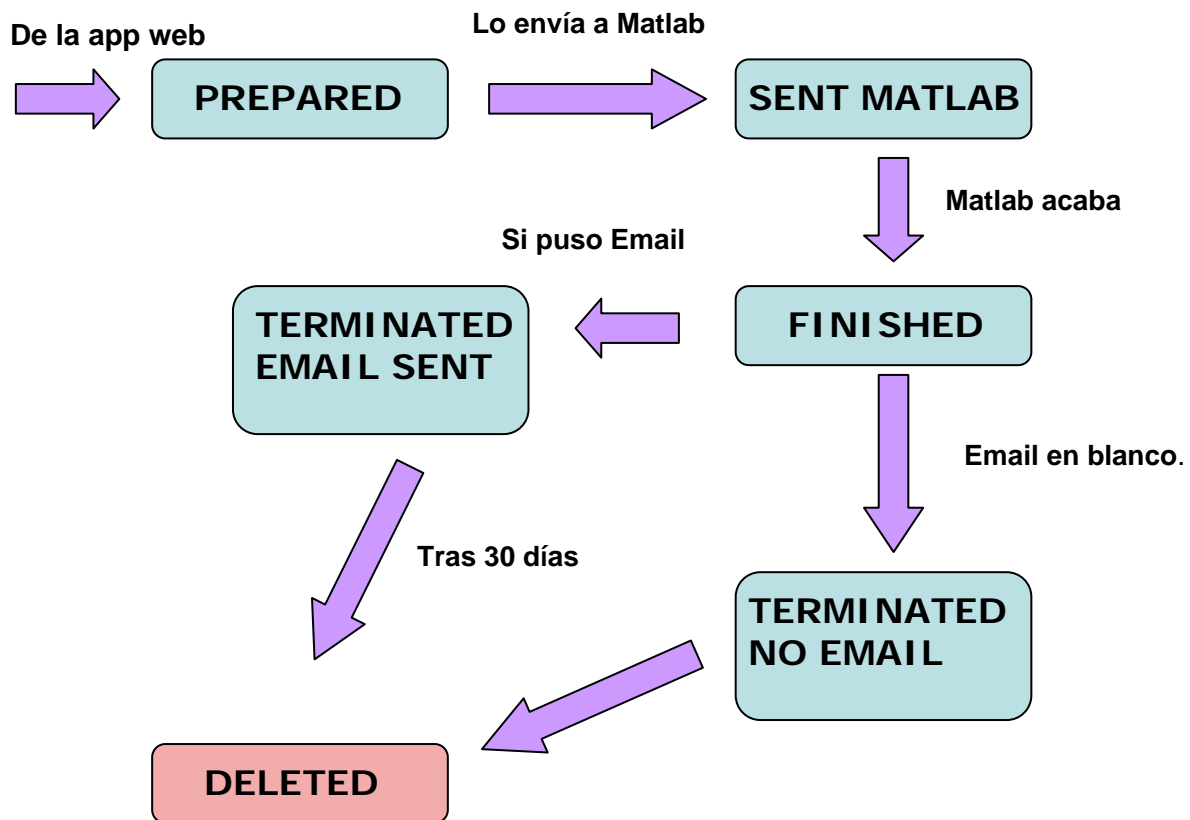 De la app web
Lo envía a Matlab
PREPARED
SENT MATLAB
Matlab acaba
Si puso Email
TERMINATED
EMAIL SENT
FINISHED
Email en blanco.
Tras 30 días
TERMINATED
NO EMAIL
DELETED